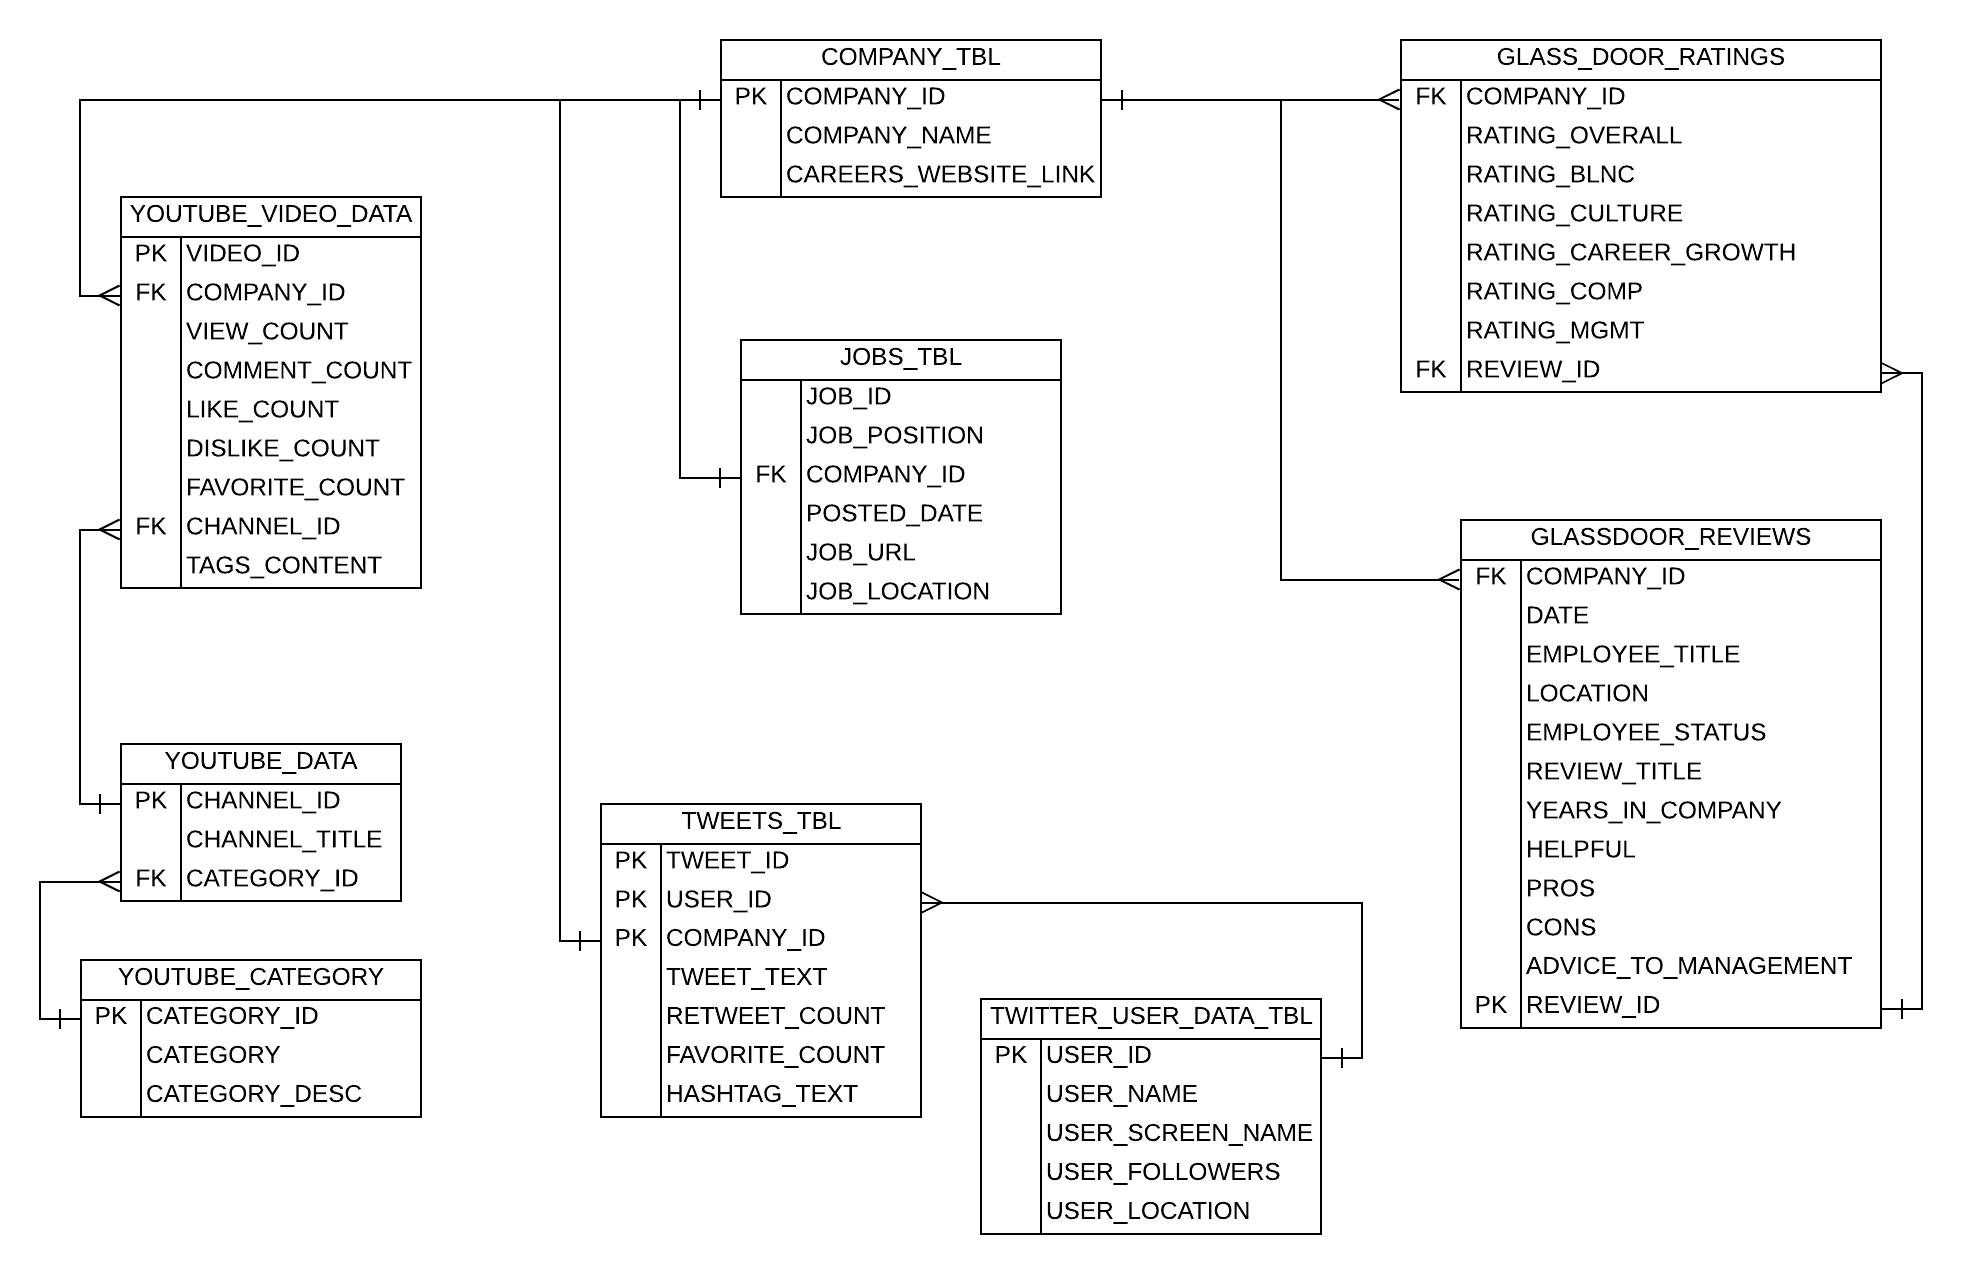 COMPANY_TBL
PK COMPANY_ID
COMPANY_NAME
CAREERS_WEBSITE_LINK
GLASS_DOOR_RATINGS
FK COMPANY_ID
RATING_OVERALL
RATING_BLNC
RATING_CULTURE
RATING_CAREER_GROWTH
RATING_COMP
RATING_MGMT
FK REVIEW_ID
YOUTUBE_VIDEO_DATA
PK VIDEO_ID
FK COMPANY_ID
VIEW_COUNT
COMMENT_COUNT
LIKE_COUNT
DISLIKE_COUNT
FAVORITE_COUNT
FK CHANNEL_ID
TAGS_CONTENT
JOBS_TBL
JOB_ID
JOB_POSITION
FK COMPANY_ID
POSTED_DATE
JOB_URL
JOB_LOCATION
GLASSDOOR_REVIEWS
FK COMPANY_ID
DATE
EMPLOYEE_TITLE
LOCATION
EMPLOYEE_STATUS
REVIEW_TITLE
YEARS_IN_COMPANY
HELPFUL
PROS
CONS
ADVICE_TO_MANAGEMENT
PK REVIEW_ID
YOUTUBE_DATA
PK CHANNEL_ID
CHANNEL_TITLE
FK CATEGORY_ID
TWEETS_TBL
PK TWEET_ID
PK USER_ID
PK COMPANY_ID
TWEET_TEXT
RETWEET_COUNT
FAVORITE_COUNT
HASHTAG_TEXT
YOUTUBE_CATEGORY
PK CATEGORY_ID
CATEGORY
CATEGORY_DESC
TWITTER_USER_DATA_TBL
PK USER_ID
USER_NAME
USER_SCREEN_NAME
USER_FOLLOWERS
USER_LOCATION